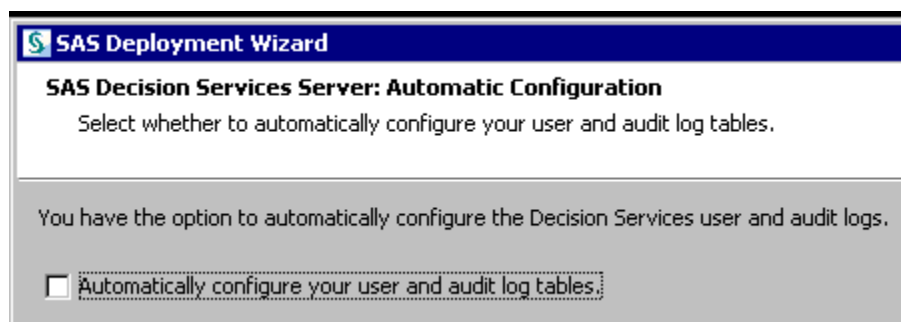 SAS Deployment Wizard
SAS Decision Services Server: Automatic Configuration
Select whether to automatically configure your user and audit log tables.
You have the option to automatically configure the Decision Services user and audit logs.
Automatically configure your user and audit log tables.